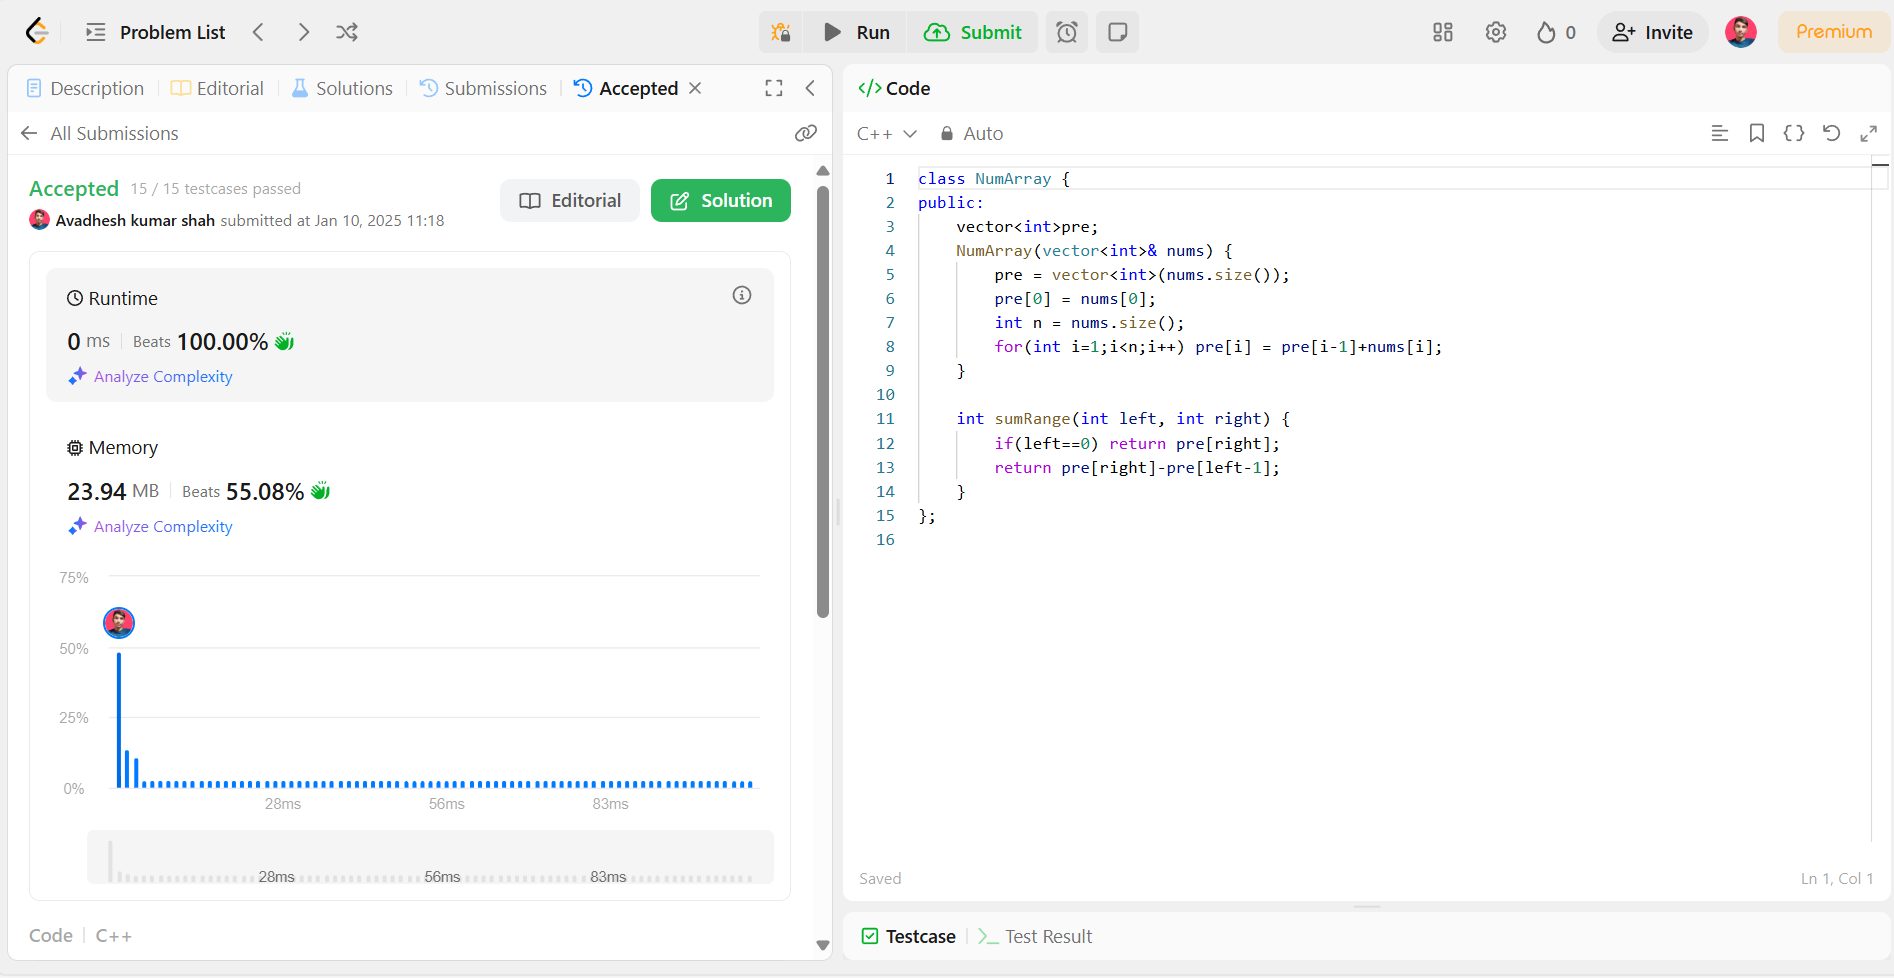 Problem List
Run
Submit
0
Invite
Premium
Description
Editorial
Solutions
Submissions
Accepted
All Submissions
Accepted 15 / 15 testcases passed
Avadhesh kumar shah submitted at Jan 10, 2025 11:18
Editorial
Solution
Runtime
0 ms Beats 100.00%
Analyze Complexity
Memory
23.94 MB Beats 55.08%
Analyze Complexity
75%
50%
25%
0%
28ms 56ms 83ms
28ms 56ms 83ms
Code C++
</> Code
C++ Auto
1 class NumArray {
2 public:
3     vector<int>pre;
4     NumArray(vector<int>& nums) {
5         pre = vector<int>(nums.size());
6         pre[0] = nums[0];
7         int n = nums.size();
8         for(int i=1;i<n;i++) pre[i] = pre[i-1]+nums[i];
9     }
10
11     int sumRange(int left, int right) {
12         if(left==0) return pre[right];
13         return pre[right]-pre[left-1];
14     }
15 };
16
Saved
Ln 1, Col 1
Testcase
Test Result